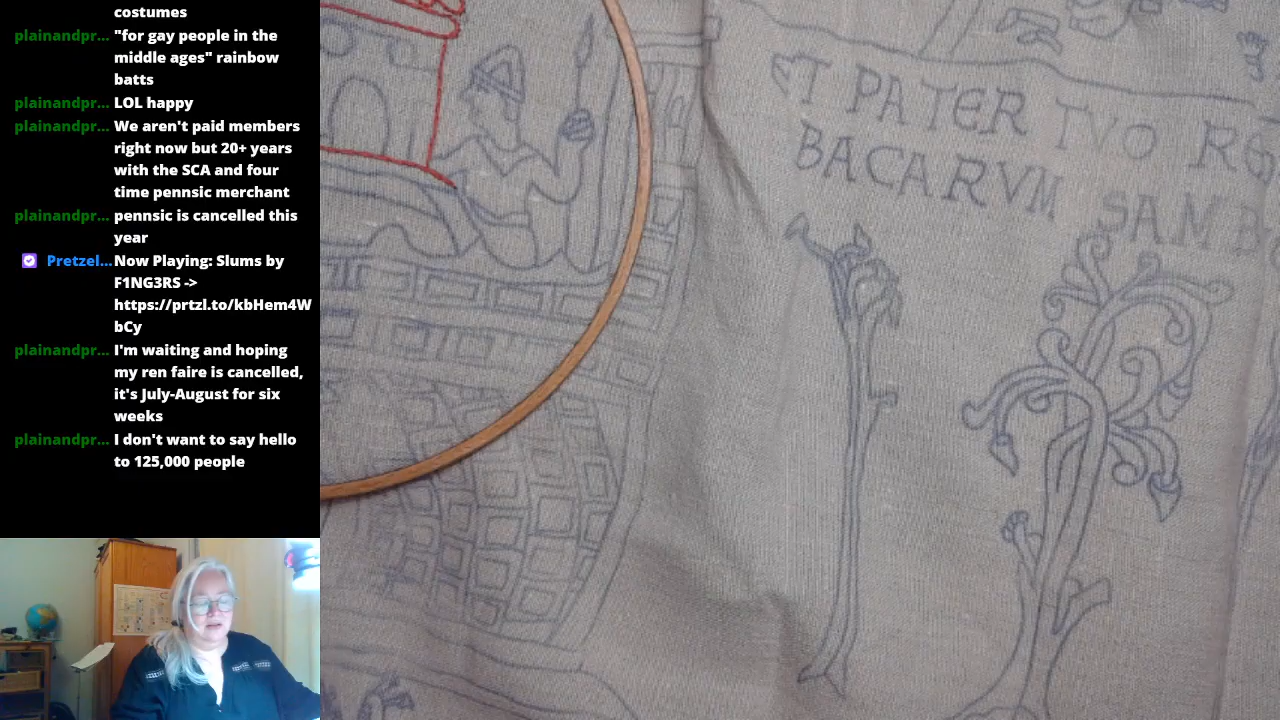 costumes
plainandpr... "for gay people in the
middle ages" rainbow
batts
plainandpr... LOL happy
plainandpr... We aren't paid members
right now but 20+ years
with the SCA and four
time pennsic merchant
plainandpr... pennsic is cancelled this
year
Pretzel... Now Playing: Slums by
F1NG3RS ->
https://prtzl.to/kbHem4W
bCy
plainandpr... I'm waiting and hoping
my ren faire is cancelled,
it's July-August for six
weeks
plainandpr... I don't want to say hello
to 125,000 people
ET PATER TVO
BACARVM SAMB